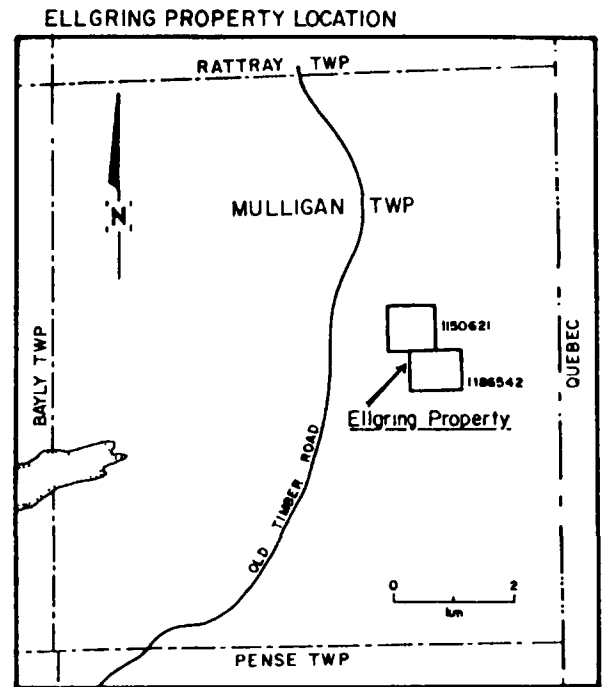 ELLGRING PROPERTY LOCATION
RATTRAY TWP
N
MULLIGAN TWP
BAYLY TWP
QUEBEC
1150621
1186542
Ellgring Property
OLD TIMBER ROAD
0 2
km
PENSE TWP